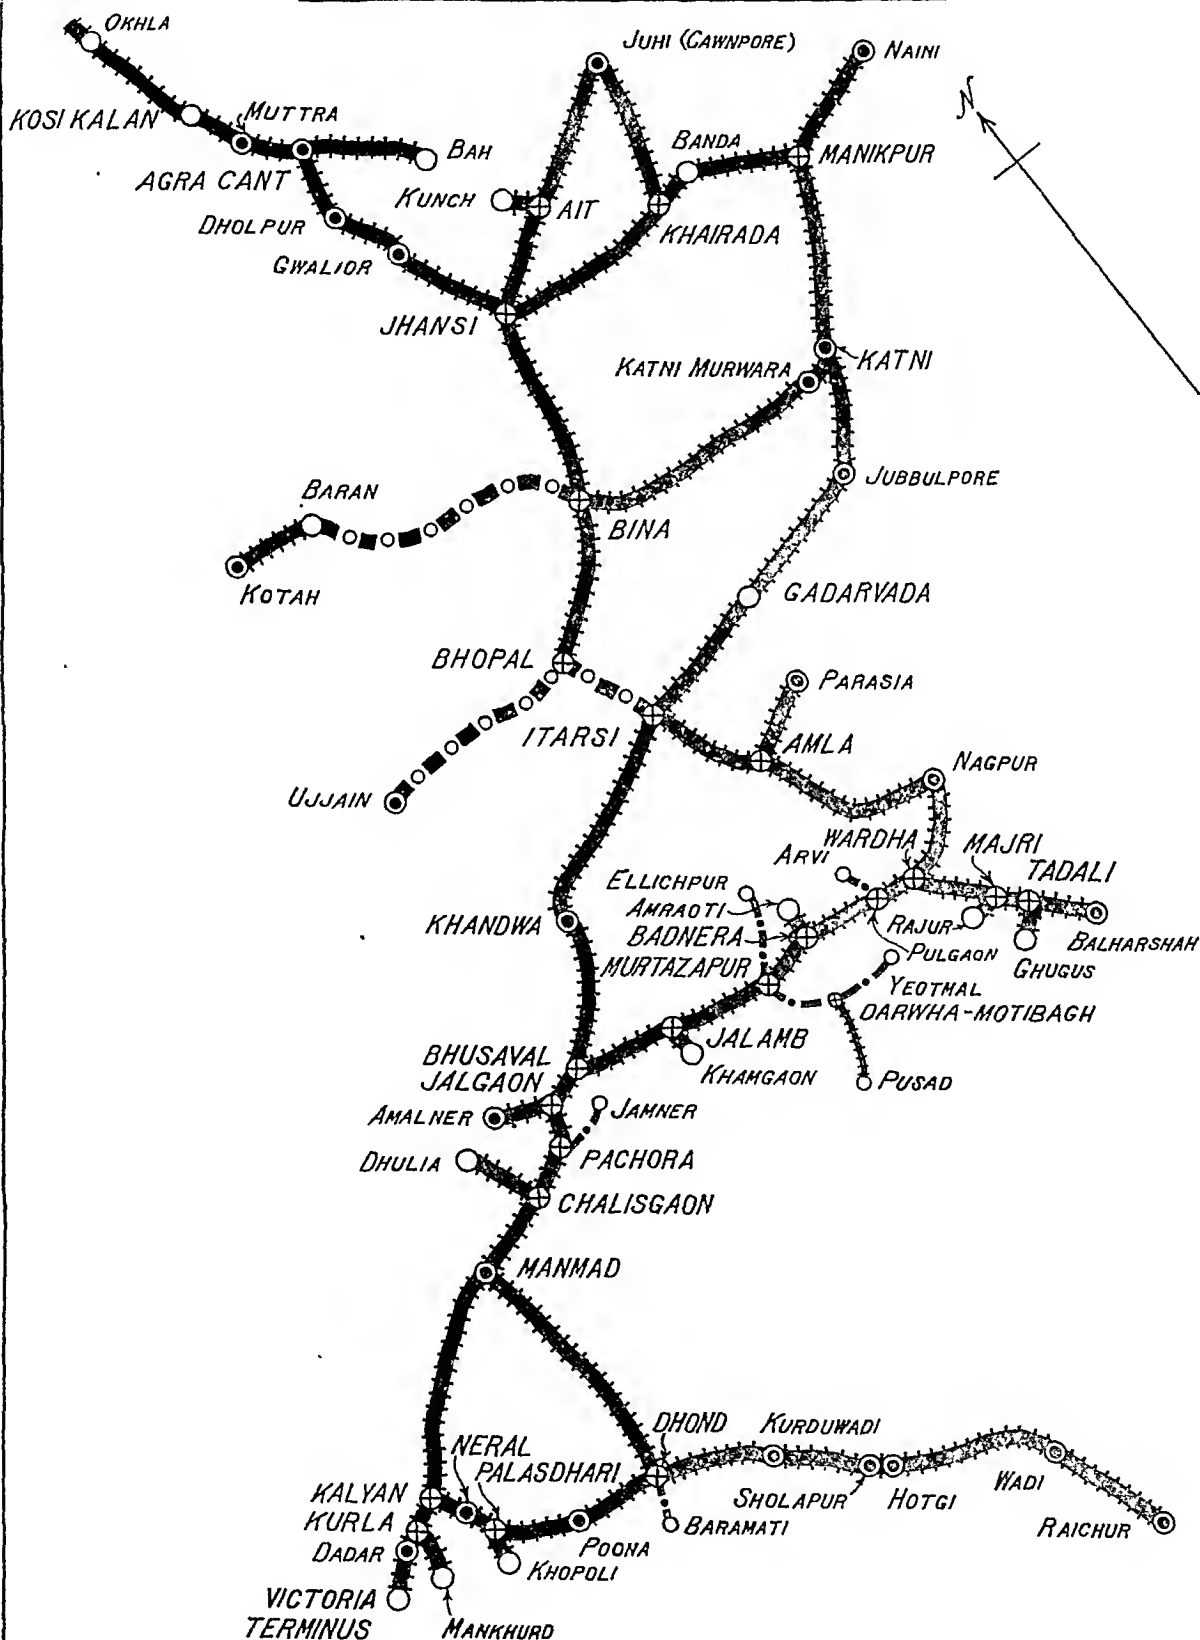 OKHLA
JUHI (CAWNPORE)
NAINI
N
KOSI KALAN
MUTTRA
BAH
BANDA
MANIKPUR
AGRA CANT
KUNCH
AIT
DHOLPUR
KHAIRADA
GWALIOR
JHANSI
KATNI MURWARA
KATNI
JUBBULPORE
BARAN
BINA
KOTAH
GADARVADA
BHOPAL
PARASIA
ITARSI
AMLA
NAGPUR
UJJAIN
WARDHA
MAJRI
ARVI
TADALI
ELLICHPUR
AMRAOTI
KHANDWA
BADNERA
RAJUR
BALHARSHAH
PULGAON
GHUGUS
MURTAZAPUR
YEOTMAL
DARWHA-MOTIBAGH
JALAMB
BHUSAVAL
JALGAON
KHAMGAON
PUSAD
AMALNER
JAMNER
DHULIA
PACHORA
CHALISGAON
MANMAD
DHOND
KURDUWADI
NERAL
PALASDHARI
KALYAN
WADI
SHOLAPUR
HOTGI
KURLA
BARAMATI
RAICHUR
DADAR
POONA
KHOPOLI
VICTORIA
TERMINUS
MANKHURD